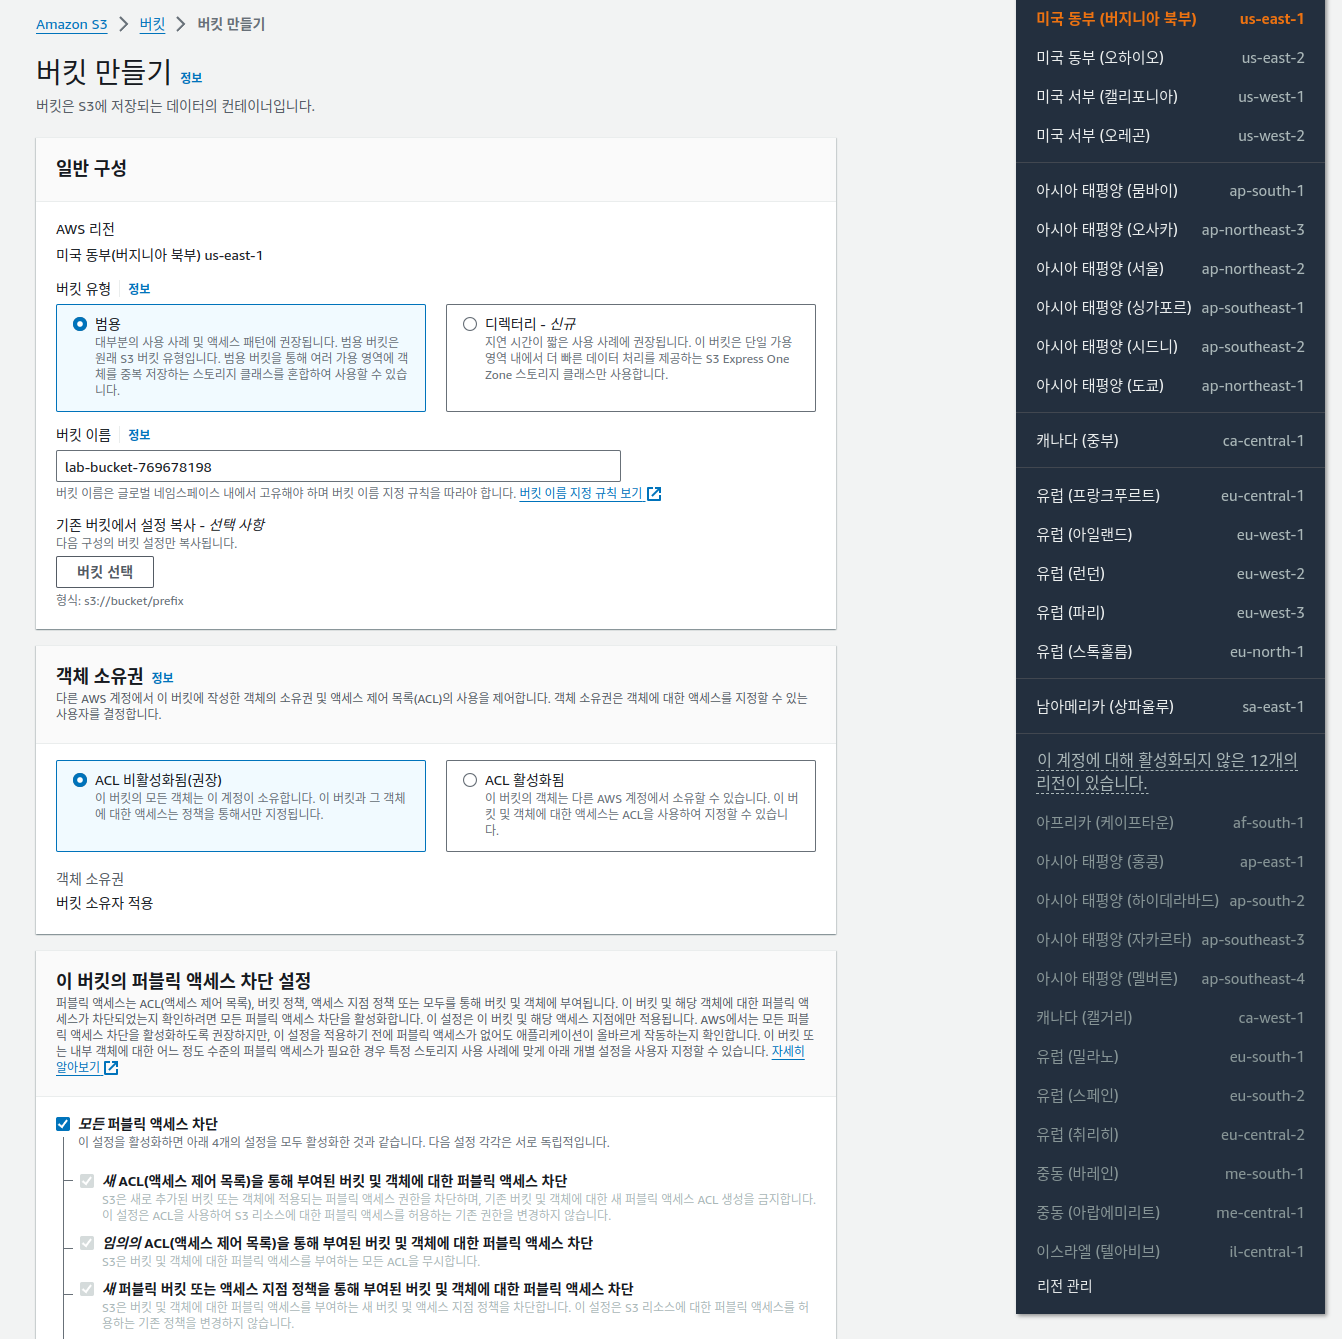 Amazon S3 > 버킷 > 버킷 만들기
버킷 만들기 정보
버킷은 S3에 저장되는 데이터의 컨테이너입니다.
일반 구성
AWS 리전
미국 동부(버지니아 북부) us-east-1
버킷 유형 정보
범용
대부분의 사용 사례 및 액세스 패턴에 권장됩니다. 범용 버킷은
원래 S3 버킷 유형입니다. 범용 버킷을 통해 여러 가용 영역에 객
체를 중복 저장하는 스토리지 클래스를 혼합하여 사용할 수 있습
니다.
디렉터리 - 신규
지연 시간이 짧은 사용 사례에 권장됩니다. 이 버킷은 단일 가용
영역 내에서 더 빠른 데이터 처리를 제공하는 S3 Express One
Zone 스토리지 클래스만 사용합니다.
버킷 이름 정보
lab-bucket-769678198
버킷 이름은 글로벌 네임스페이스 내에서 고유해야 하며 버킷 이름 지정 규칙을 따라야 합니다. 버킷 이름 지정 규칙 보기
기존 버킷에서 설정 복사 - 선택 사항
다음 구성의 버킷 설정만 복사됩니다.
버킷 선택
형식: s3://bucket/prefix
객체 소유권 정보
다른 AWS 계정에서 이 버킷에 작성한 객체의 소유권 및 액세스 제어 목록(ACL)의 사용을 제어합니다. 객체 소유권은 객체에 대한 액세스를 지정할 수 있는
사용자를 결정합니다.
ACL 비활성화됨(권장)
이 버킷의 모든 객체는 이 계정이 소유합니다. 이 버킷과 그 객체
에 대한 액세스는 정책을 통해서만 지정됩니다.
ACL 활성화됨
이 버킷의 객체는 다른 AWS 계정에서 소유할 수 있습니다. 이 버
킷 및 객체에 대한 액세스는 ACL을 사용하여 지정할 수 있습니
다.
객체 소유권
버킷 소유자 적용
이 버킷의 퍼블릭 액세스 차단 설정
퍼블릭 액세스는 ACL(액세스 제어 목록), 버킷 정책, 액세스 지점 정책 또는 모두를 통해 버킷 및 객체에 부여됩니다. 이 버킷 및 해당 객체에 대한 퍼블릭 액
세스가 차단되었는지 확인하려면 모든 퍼블릭 액세스 차단을 활성화합니다. 이 설정은 이 버킷 및 해당 액세스 지점에만 적용됩니다. AWS에서는 모든 퍼블
릭 액세스 차단을 활성화하도록 권장하지만, 이 설정을 적용하기 전에 퍼블릭 액세스가 없어도 애플리케이션이 올바르게 작동하는지 확인합니다. 이 버킷 또
는 내부 객체에 대한 어느 정도 수준의 퍼블릭 액세스가 필요한 경우 특정 스토리지 사용 사례에 맞게 아래 개별 설정을 사용자 지정할 수 있습니다. 자세히
알아보기
모든 퍼블릭 액세스 차단
이 설정을 활성화하면 아래 4개의 설정을 모두 활성화한 것과 같습니다. 다음 설정 각각은 서로 독립적입니다.
새 ACL(액세스 제어 목록)을 통해 부여된 버킷 및 객체에 대한 퍼블릭 액세스 차단
S3은 새로 추가된 버킷 또는 객체에 적용되는 퍼블릭 액세스 권한을 차단하며, 기존 버킷 및 객체에 대한 새 퍼블릭 액세스 ACL 생성을 금지합니다.
이 설정은 ACL을 사용하여 S3 리소스에 대한 퍼블릭 액세스를 허용하는 기존 권한을 변경하지 않습니다.
임의의 ACL(액세스 제어 목록)을 통해 부여된 버킷 및 객체에 대한 퍼블릭 액세스 차단
S3은 버킷 및 객체에 대한 퍼블릭 액세스를 부여하는 모든 ACL을 무시합니다.
새 퍼블릭 버킷 또는 액세스 지점 정책을 통해 부여된 버킷 및 객체에 대한 퍼블릭 액세스 차단
S3은 버킷 및 객체에 대한 퍼블릭 액세스를 부여하는 새 버킷 및 액세스 지점 정책을 차단합니다. 이 설정은 S3 리소스에 대한 퍼블릭 액세스를 허
용하는 기존 정책을 변경하지 않습니다.
미국 동부 (버지니아 북부) us-east-1
미국 동부 (오하이오) us-east-2
미국 서부 (캘리포니아) us-west-1
미국 서부 (오레곤) us-west-2
아시아 태평양 (뭄바이) ap-south-1
아시아 태평양 (오사카) ap-northeast-3
아시아 태평양 (서울) ap-northeast-2
아시아 태평양 (싱가포르) ap-southeast-1
아시아 태평양 (시드니) ap-southeast-2
아시아 태평양 (도쿄) ap-northeast-1
캐나다 (중부) ca-central-1
유럽 (프랑크푸르트) eu-central-1
유럽 (아일랜드) eu-west-1
유럽 (런던) eu-west-2
유럽 (파리) eu-west-3
유럽 (스톡홀름) eu-north-1
남아메리카 (상파울루) sa-east-1
이 계정에 대해 활성화되지 않은 12개의
리전이 있습니다.
아프리카 (케이프타운) af-south-1
아시아 태평양 (홍콩) ap-east-1
아시아 태평양 (하이데라바드) ap-south-2
아시아 태평양 (자카르타) ap-southeast-3
아시아 태평양 (멜버른) ap-southeast-4
캐나다 (캘거리) ca-west-1
유럽 (밀라노) eu-south-1
유럽 (스페인) eu-south-2
유럽 (취리히) eu-central-2
중동 (바레인) me-south-1
중동 (아랍에미리트) me-central-1
이스라엘 (텔아비브) il-central-1
리전 관리